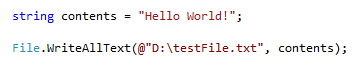 string contents = "Hello World!";
File.WriteAllText(@"D:\testFile.txt", contents);